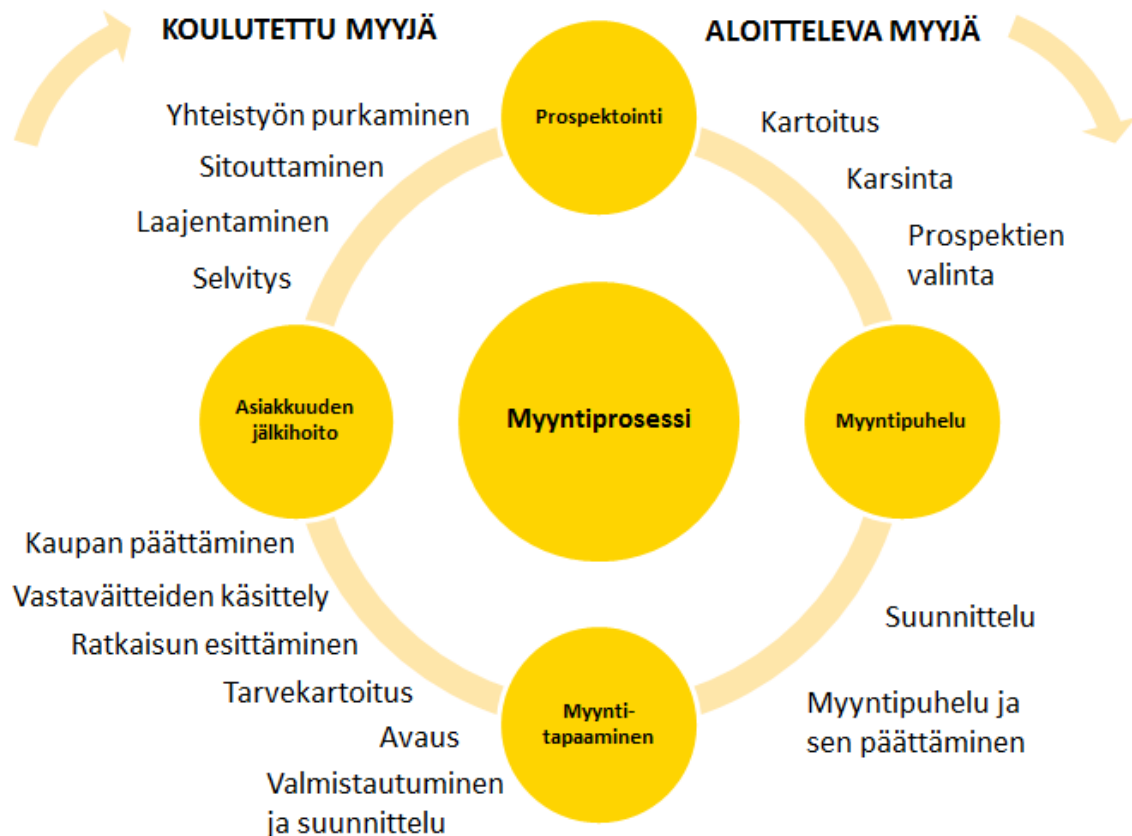 KOULUTETTU MYYJÄ
ALOITTELEVA MYYJÄ
Prospektointi
Kartoitus
Karsinta
Prospektien
valinta
Myyntipuhelu
Suunnittelu
Myyntipuhelu ja
sen päättäminen
Myynti-
tapaaminen
Valmistautuminen
ja suunnittelu
Avaus
Tarvekartoitus
Ratkaisun esittäminen
Vastaväitteiden käsittely
Kaupan päättäminen
Asiakkuuden
jälkihoito
Selvitys
Laajentaminen
Sitouttaminen
Yhteistyön purkaminen
Myyntiprosessi